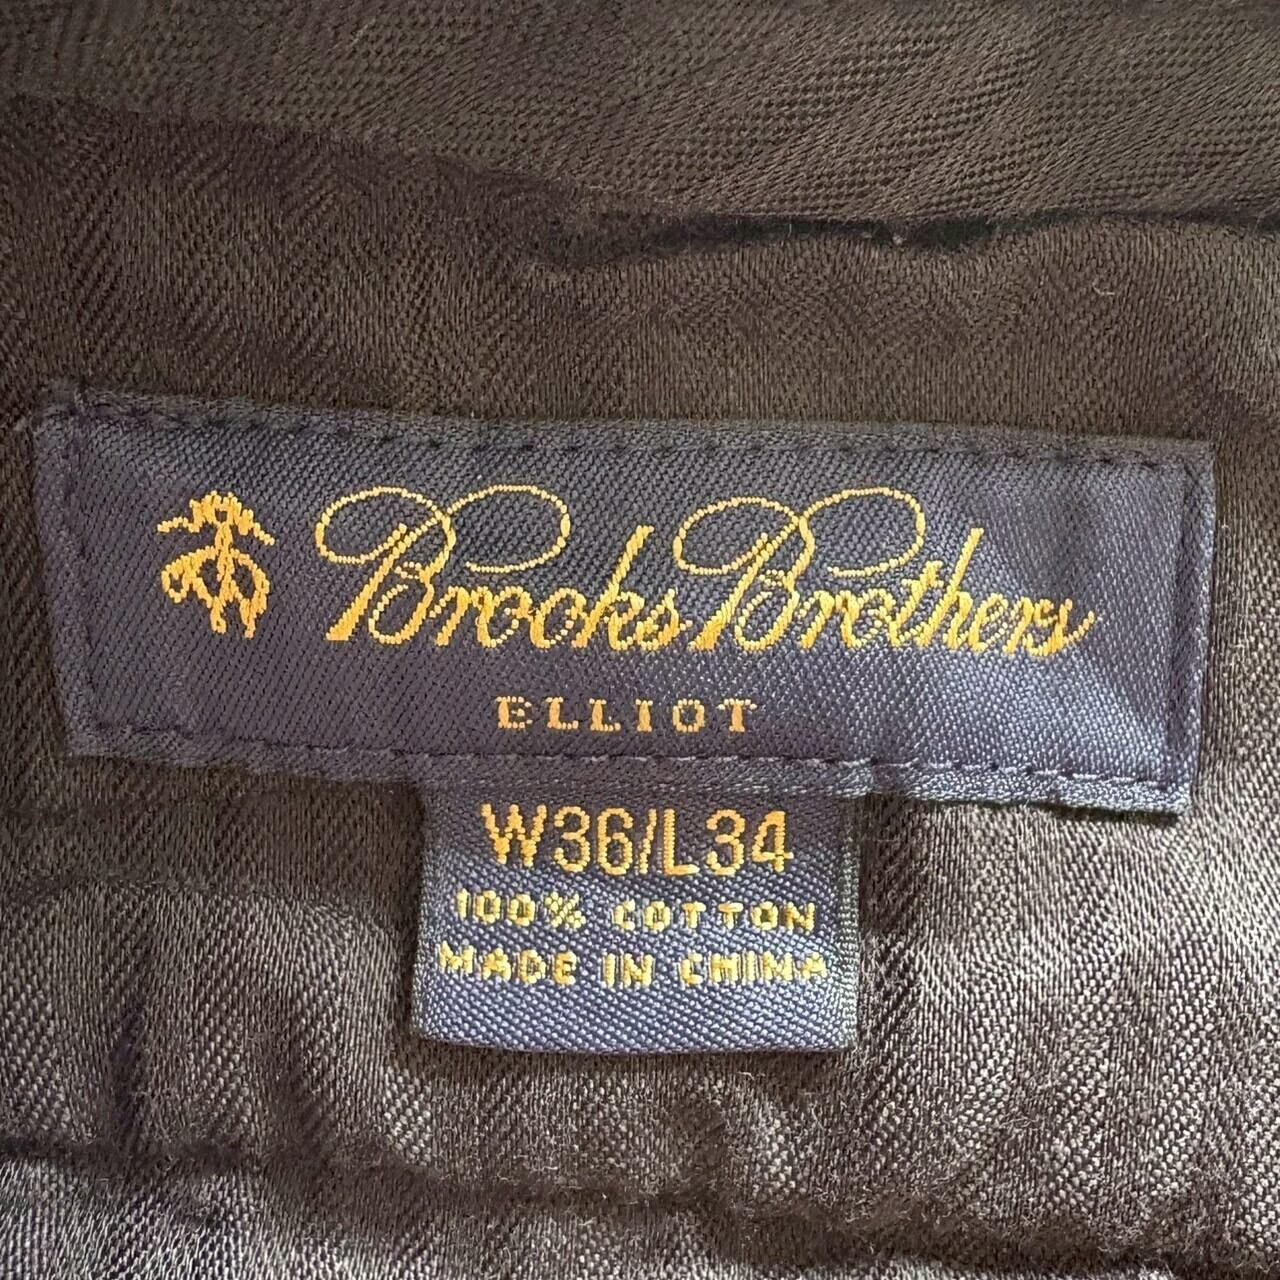 Brooks Brothers
ELLIOT
W36/L34
100% COTTON
MADE IN CHINA